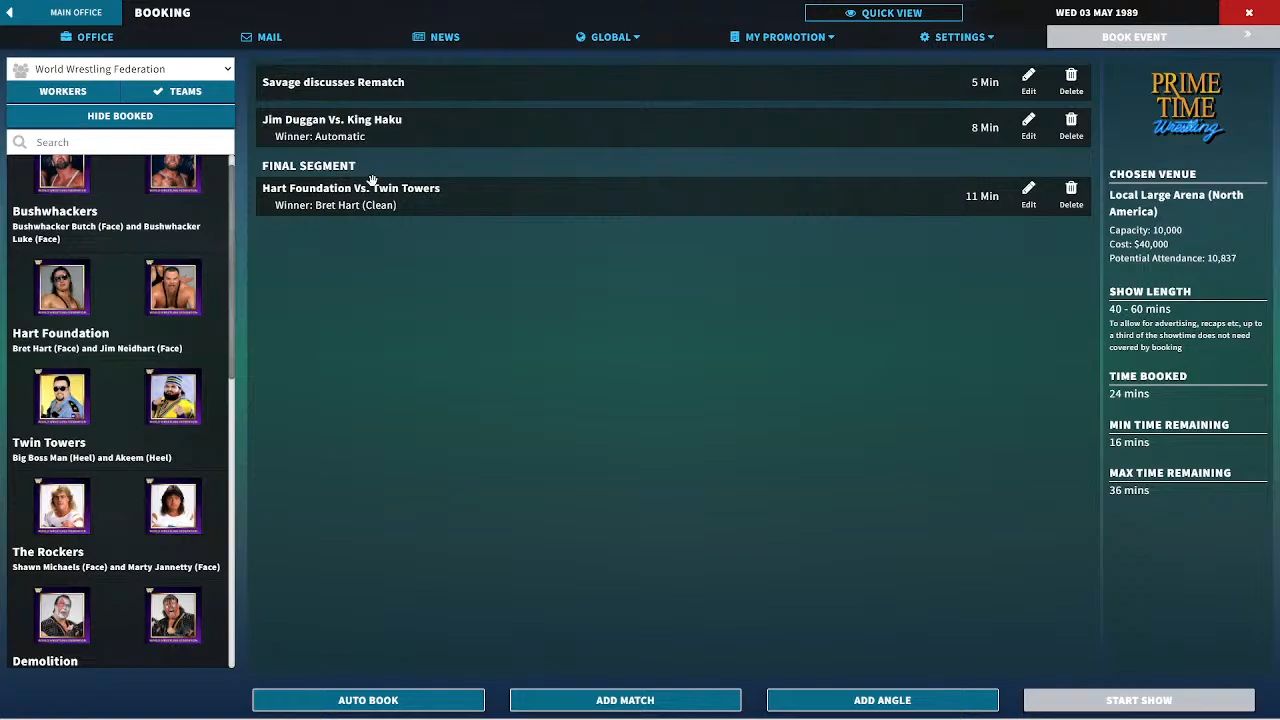 MAIN OFFICE
BOOKING
QUICK VIEW
WED 03 MAY 1989
OFFICE
MAIL
NEWS
GLOBAL
MY PROMOTION
SETTINGS
BOOK EVENT
World Wrestling Federation
WORKERS
TEAMS
HIDE BOOKED
Search
Bushwhackers
Bushwhacker Butch (Face) and Bushwhacker
Luke (Face)
Hart Foundation
Bret Hart (Face) and Jim Neidhart (Face)
Twin Towers
Big Boss Man (Heel) and Akeem (Heel)
The Rockers
Shawn Michaels (Face) and Marty Jannetty (Face)
Demolition
Savage discusses Rematch
5 Min
Edit
Delete
Jim Duggan Vs. King Haku
Winner: Automatic
8 Min
Edit
Delete
FINAL SEGMENT
Hart Foundation Vs. Twin Towers
Winner: Bret Hart (Clean)
11 Min
Edit
Delete
AUTO BOOK
ADD MATCH
ADD ANGLE
START SHOW
PRIME
TIME
Wrestling
CHOSEN VENUE
Local Large Arena (North
America)
Capacity: 10,000
Cost: $40,000
Potential Attendance: 10,837
SHOW LENGTH
40 - 60 mins
To allow for advertising, recaps etc, up to
a third of the showtime does not need
covered by booking
TIME BOOKED
24 mins
MIN TIME REMAINING
16 mins
MAX TIME REMAINING
36 mins